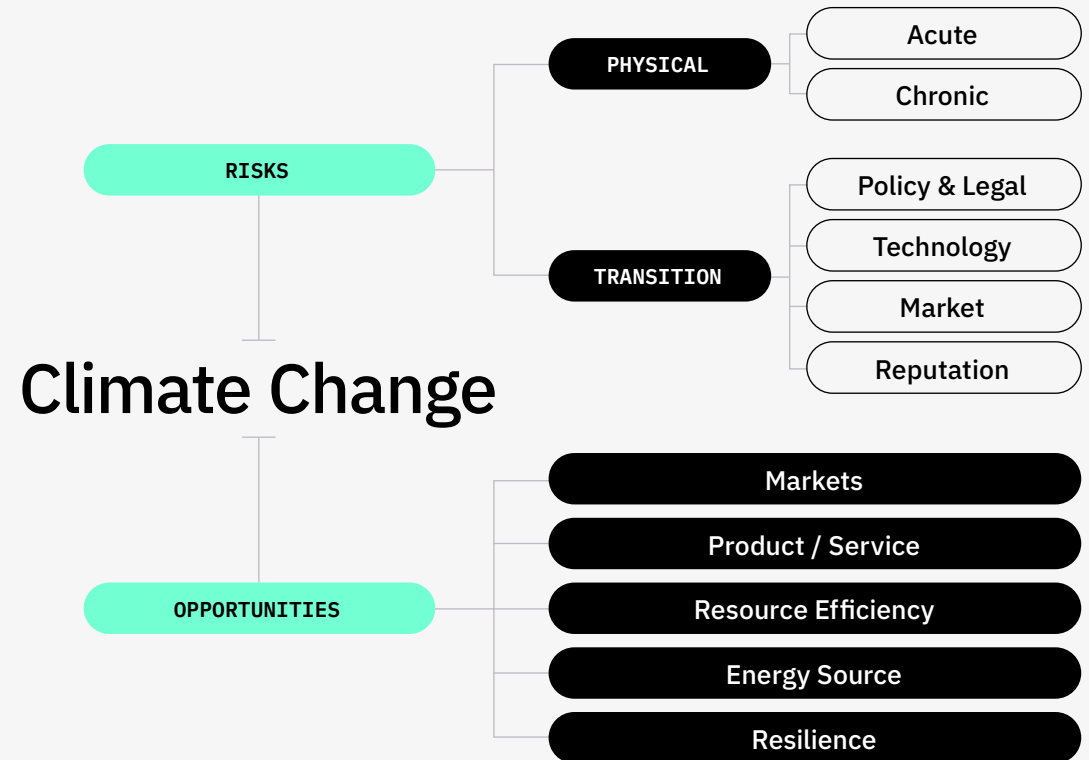 PHYSICAL
Acute
Chronic
RISKS
TRANSITION
Policy & Legal
Technology
Market
Reputation
Climate Change
OPPORTUNITIES
Markets
Product / Service
Resource Efficiency
Energy Source
Resilience